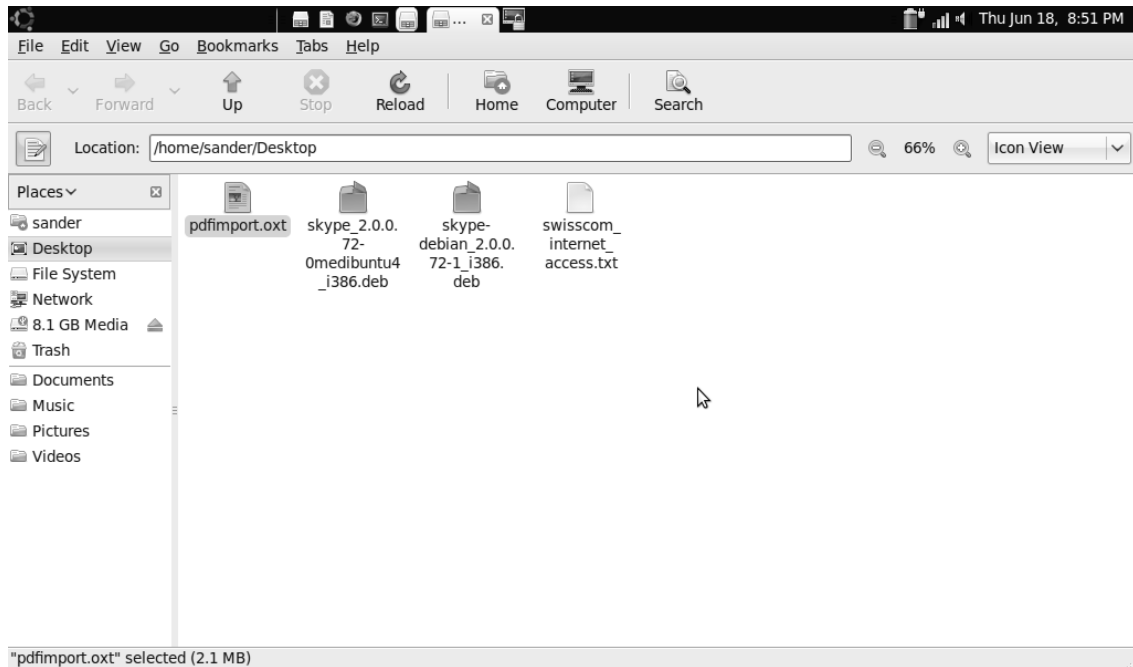 ... Thu Jun 18, 8:51 PM
File Edit View Go Bookmarks Tabs Help
Back Forward Up Stop Reload Home Computer Search
Location: /home/sander/Desktop 66% Icon View
Places
sander
Desktop
File System
Network
8.1 GB Media
Trash
Documents
Music
Pictures
Videos
pdfimport.oxt
skype_2.0.0.
72-
0medibuntu4
_i386.deb
skype-
debian_2.0.0.
72-1_i386.
deb
swisscom_
internet_
access.txt
"pdfimport.oxt" selected (2.1 MB)